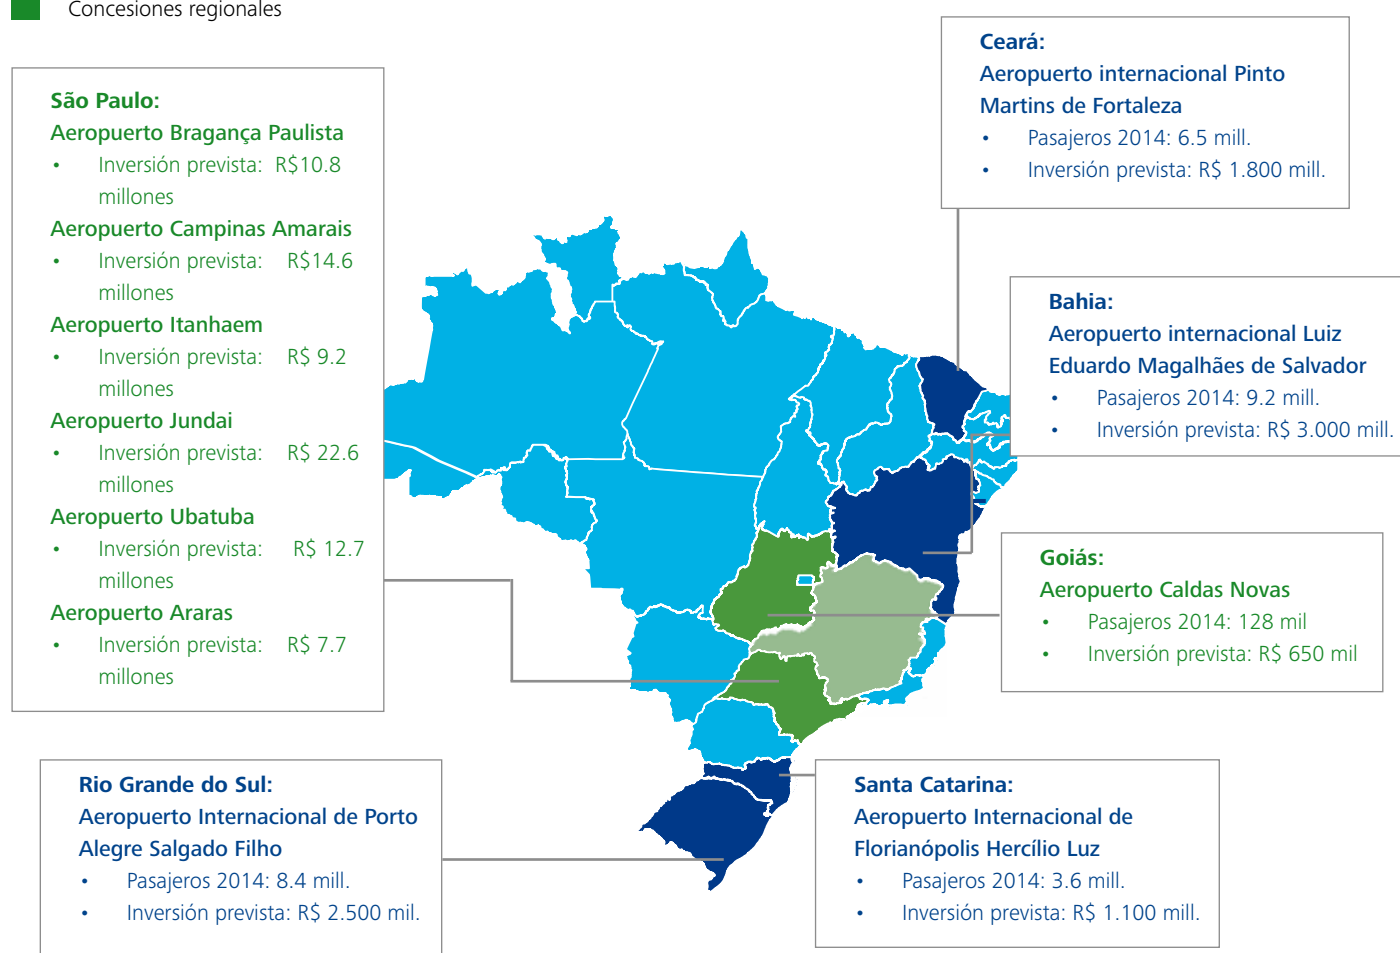 Concesiones regionales
São Paulo:
Aeropuerto Bragança Paulista
• Inversión prevista: R$10.8
millones
Aeropuerto Campinas Amarais
• Inversión prevista: R$14.6
millones
Aeropuerto Itanhaem
• Inversión prevista: R$ 9.2
millones
Aeropuerto Jundai
• Inversión prevista: R$ 22.6
millones
Aeropuerto Ubatuba
• Inversión prevista: R$ 12.7
millones
Aeropuerto Araras
• Inversión prevista: R$ 7.7
millones
Ceará:
Aeropuerto internacional Pinto
Martins de Fortaleza
• Pasajeros 2014: 6.5 mill.
• Inversión prevista: R$ 1.800 mill.
Bahia:
Aeropuerto internacional Luiz
Eduardo Magalhães de Salvador
• Pasajeros 2014: 9.2 mill.
• Inversión prevista: R$ 3.000 mill.
Goiás:
Aeropuerto Caldas Novas
• Pasajeros 2014: 128 mil
• Inversión prevista: R$ 650 mil
Rio Grande do Sul:
Aeropuerto Internacional de Porto
Alegre Salgado Filho
• Pasajeros 2014: 8.4 mill.
• Inversión prevista: R$ 2.500 mil.
Santa Catarina:
Aeropuerto Internacional de
Florianópolis Hercílio Luz
• Pasajeros 2014: 3.6 mill.
• Inversión prevista: R$ 1.100 mill.